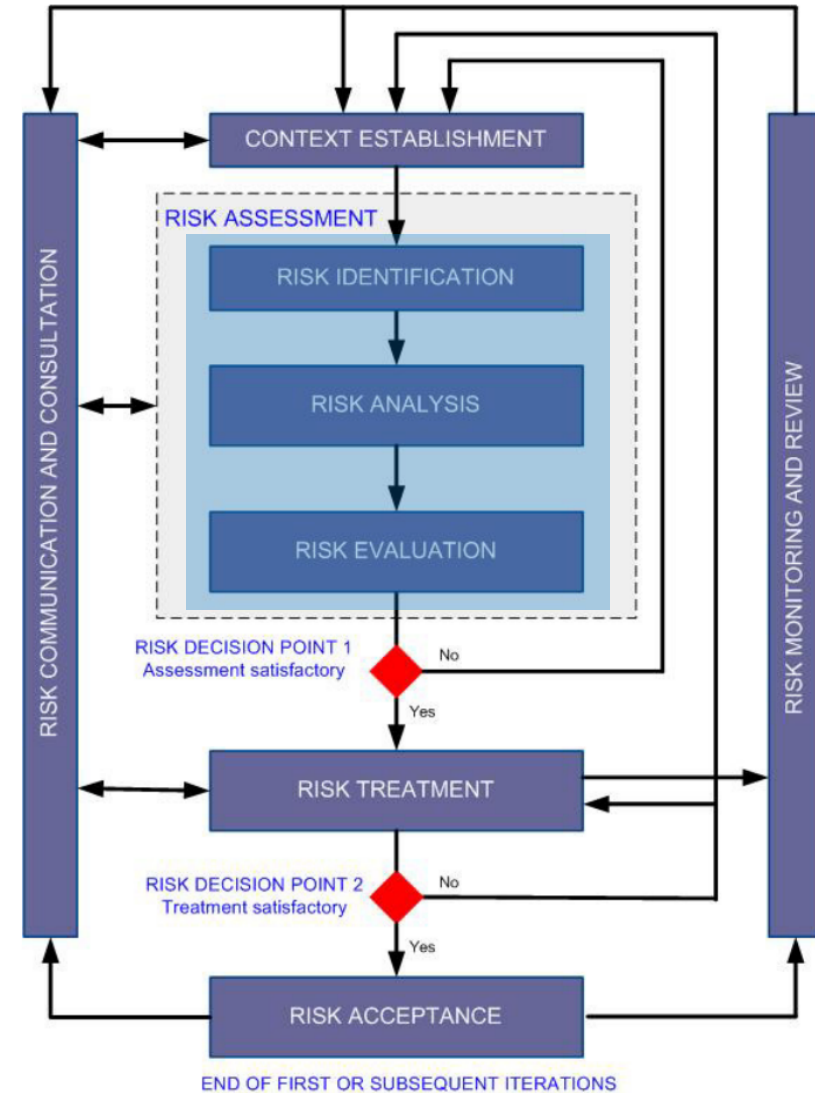 CONTEXT ESTABLISHMENT
RISK ASSESSMENT
RISK IDENTIFICATION
RISK ANALYSIS
RISK EVALUATION
RISK COMMUNICATION AND CONSULTATION
RISK MONITORING AND REVIEW
RISK DECISION POINT 1
Assessment satisfactory
No
Yes
RISK TREATMENT
RISK DECISION POINT 2
Treatment satisfactory
No
Yes
RISK ACCEPTANCE
END OF FIRST OR SUBSEQUENT ITERATIONS